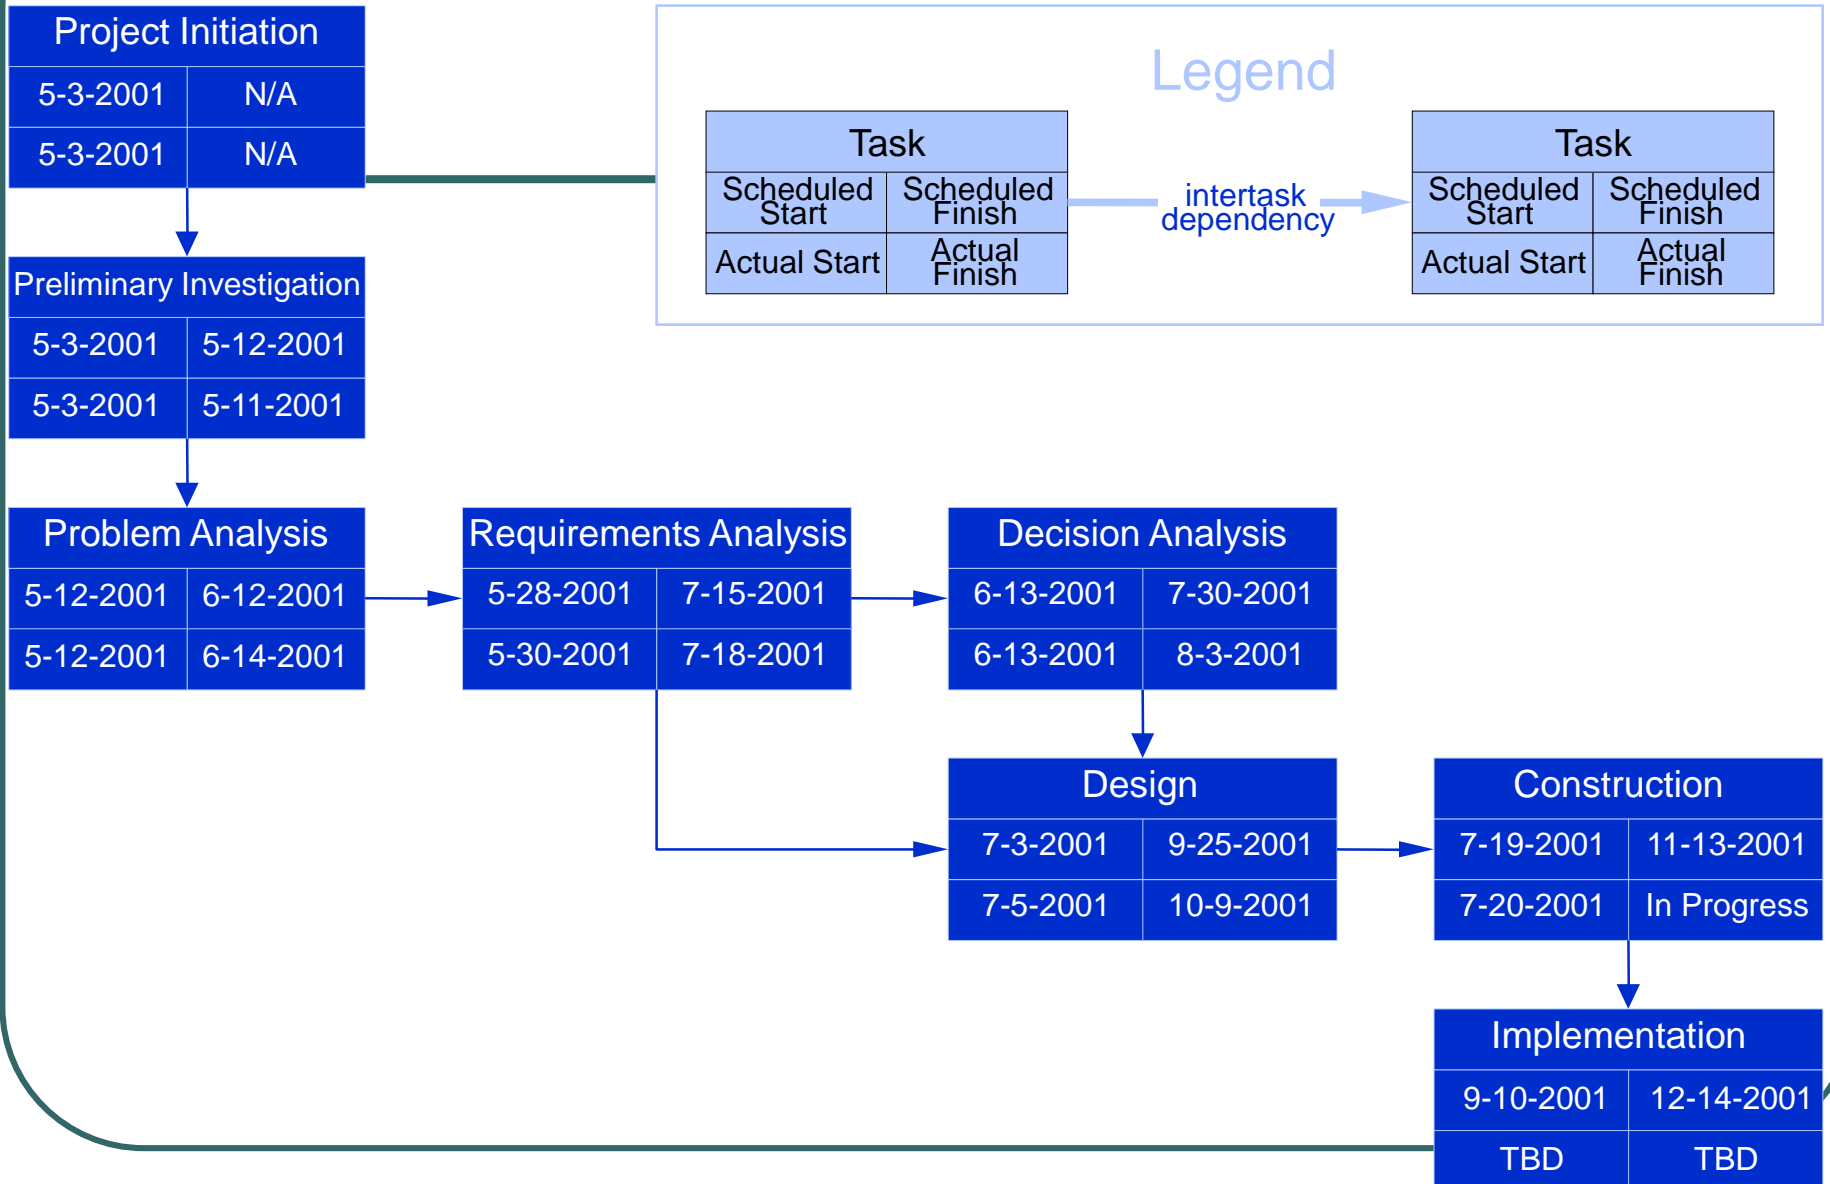 Project Initiation
5-3-2001 N/A
5-3-2001 N/A
Legend
Task
Scheduled Start
Scheduled Finish
Actual Start
Actual Finish
intertask
dependency
Task
Scheduled Start
Scheduled Finish
Actual Start
Actual Finish
Preliminary Investigation
5-3-2001 5-12-2001
5-3-2001 5-11-2001
Problem Analysis
5-12-2001 6-12-2001
5-12-2001 6-14-2001
Requirements Analysis
5-28-2001 7-15-2001
5-30-2001 7-18-2001
Decision Analysis
6-13-2001 7-30-2001
6-13-2001 8-3-2001
Design
7-3-2001 9-25-2001
7-5-2001 10-9-2001
Construction
7-19-2001 11-13-2001
7-20-2001 In Progress
Implementation
9-10-2001 12-14-2001
TBD TBD